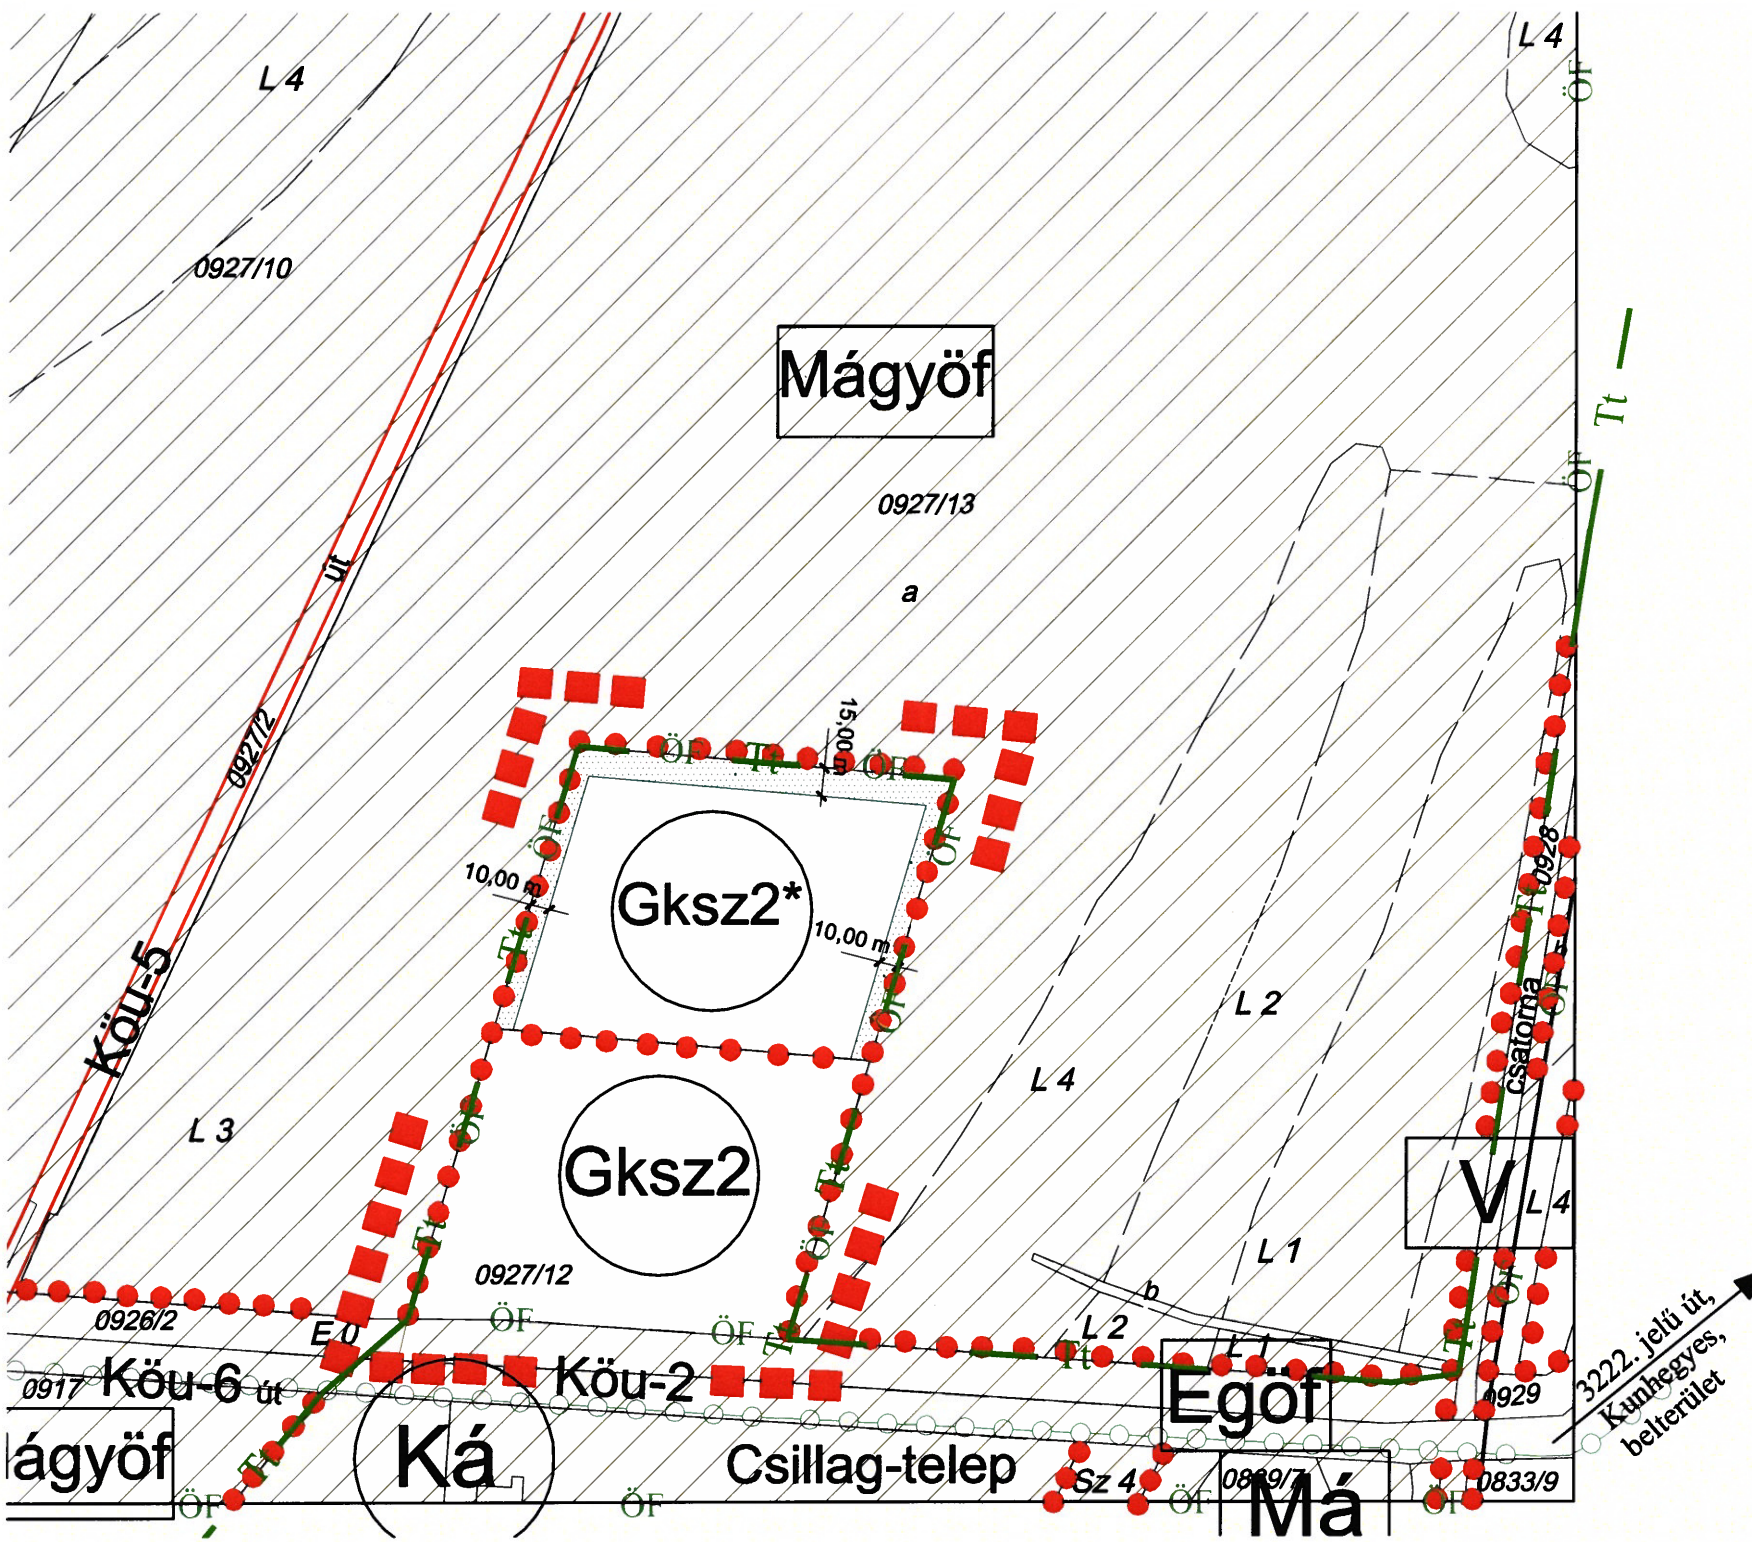 L 4
L 4
ÖF
0927/10
Mágyöf
Tt
ÖF
0927/13
út
a
0927/2
15,00 m
ÖF
Tt
ÖF
ÖF
ÖF
0928
10,00 m
Gksz2*
Tt
10,00 m
Tt
Köu-5
L 2
ÖF
ÖF
csatorna
L 4
L 3
ÖF
Gksz2
Tt
V
L 4
Tt
ÖF
L 1
0927/12
b
ÖF
0926/2
E 0
ÖF
ÖF
Tt
L 2
Tt
Tt
L 1
3222. jelű út,
Kunhegyes,
belterület
0917
Köu-6 út
Köu-2
Egöf
0929
ágyöf
Tt
Ká
Csillag-telep
Sz 4
0839/7
0833/9
Má
ÖF
ÖF
ÖF
ÖF